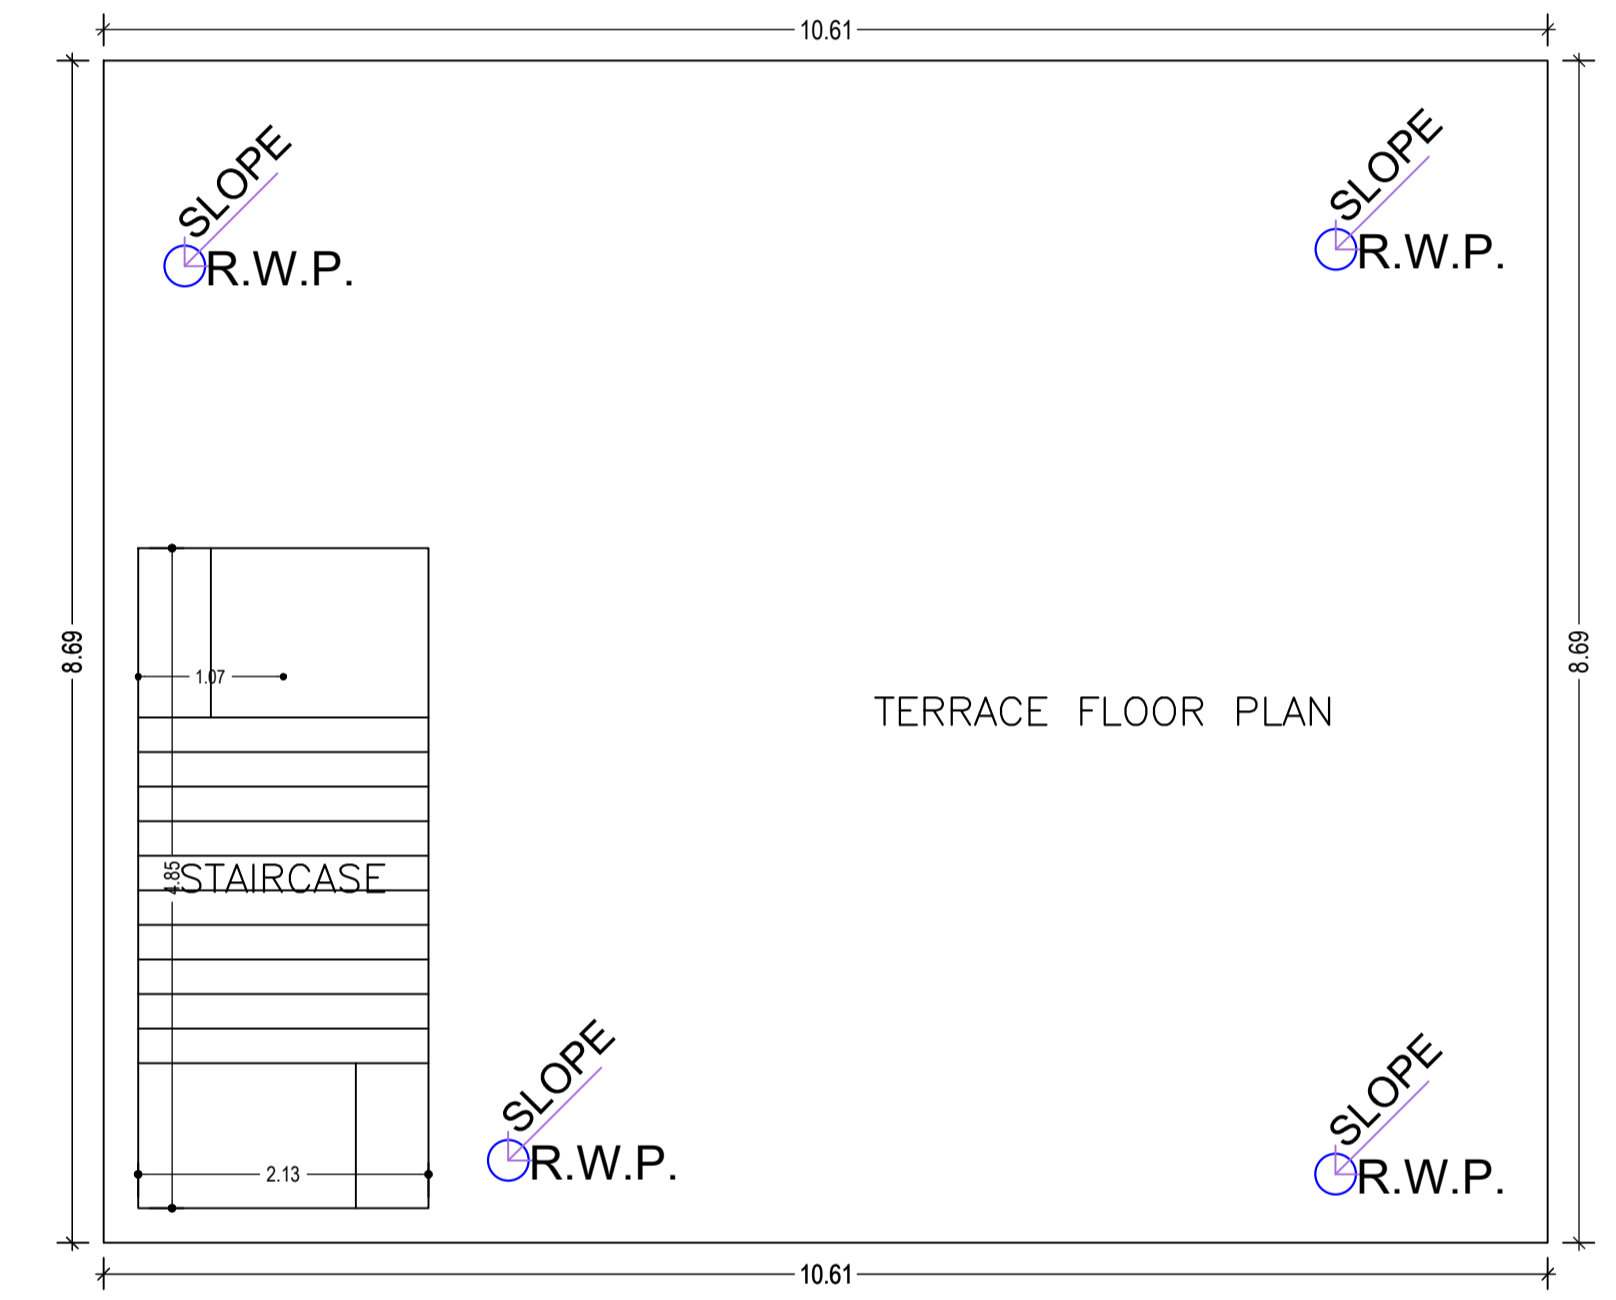 10.61
SLOPE
R.W.P.
SLOPE
R.W.P.
8.69
8.69
1.07
TERRACE FLOOR PLAN
4.85
STAIRCASE
SLOPE
R.W.P.
SLOPE
R.W.P.
2.13
10.61